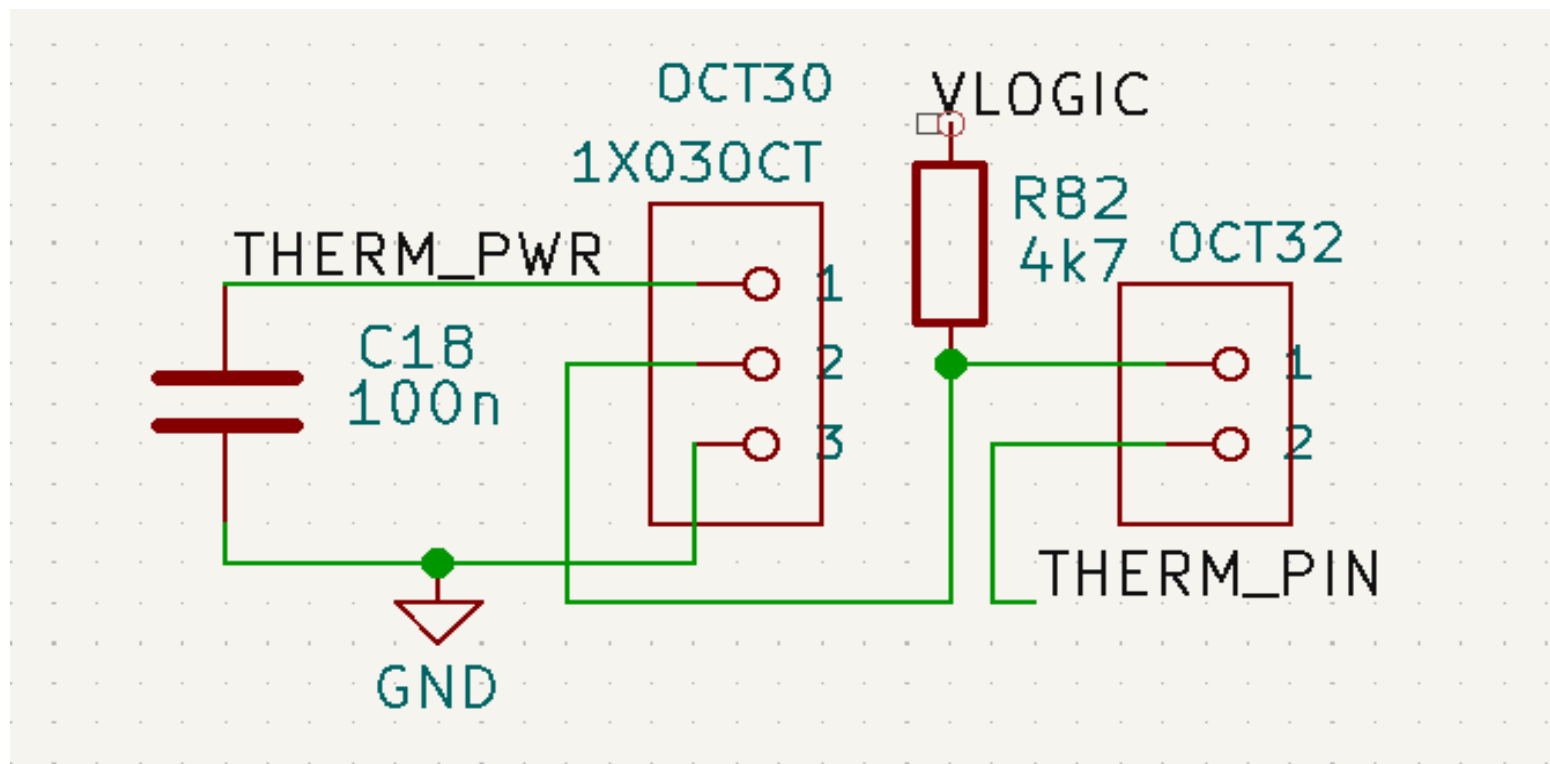 OCT30
1X03OCT
VLOGIC
R82
4k7
OCT32
THERM_PWR
1
2
3
C18
100n
1
2
THERM_PIN
GND